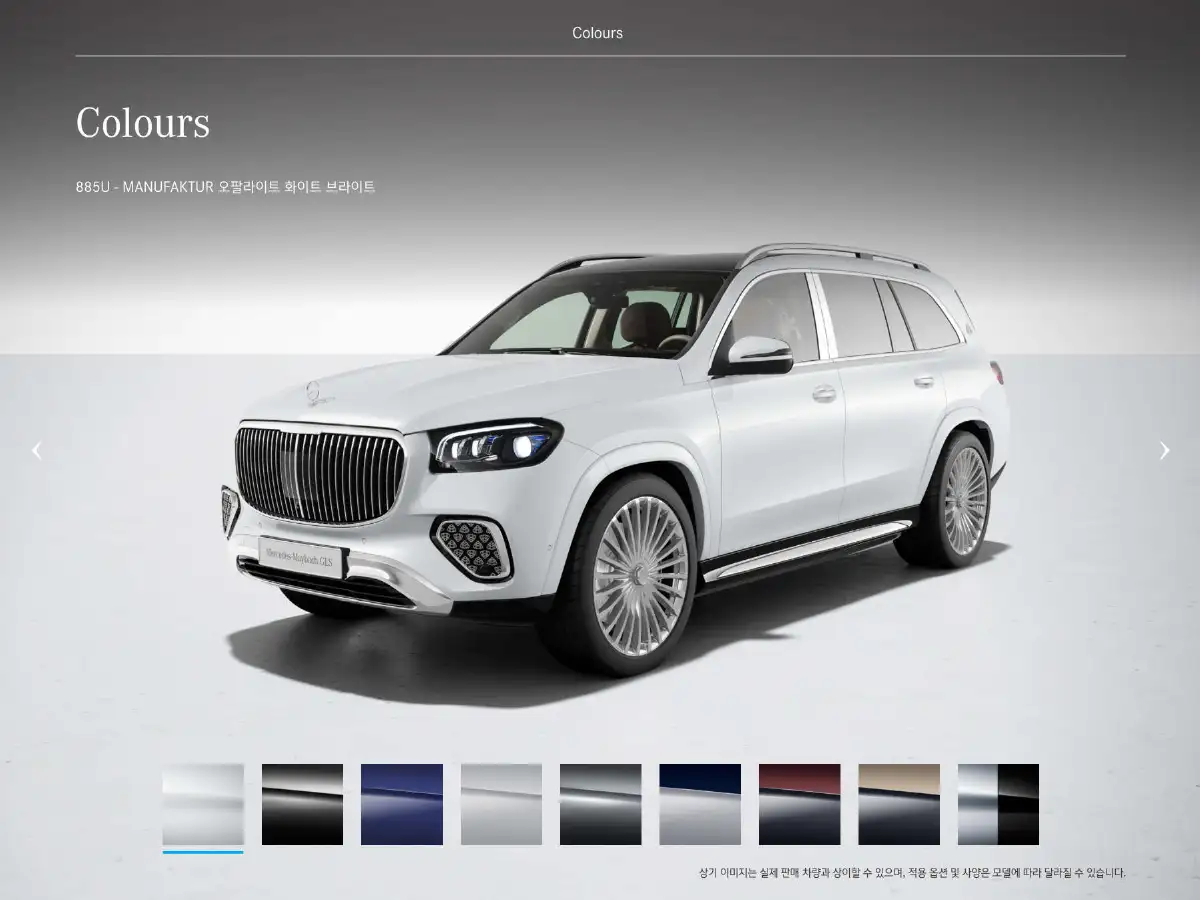 Colours
Colours
885U - MANUFAKTUR 오팔라이트 화이트 브라이트
Mercedes-Maybach GLS
상기 이미지는 실제 판매 차량과 상이할 수 있으며, 적용 옵션 및 사양은 모델에 따라 달라질 수 있습니다.